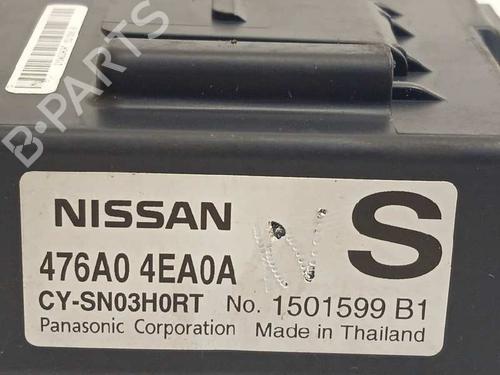 B-PARTS
NISSAN
S
476A0 4EA0A
CY-SN03H0RT No. 1501599 B1
Panasonic Corporation Made in Thailand